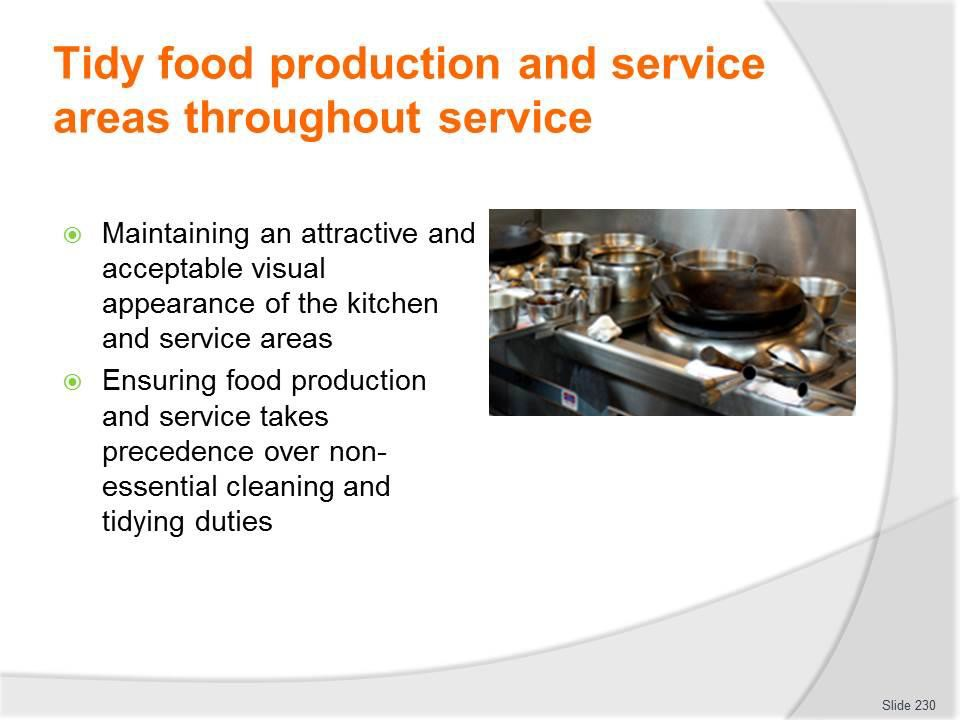 Tidy food production and service
areas throughout service
Maintaining an attractive and
acceptable visual
appearance of the kitchen
and service areas
Ensuring food production
and service takes
precedence over non-
essential cleaning and
tidying duties
Slide 230